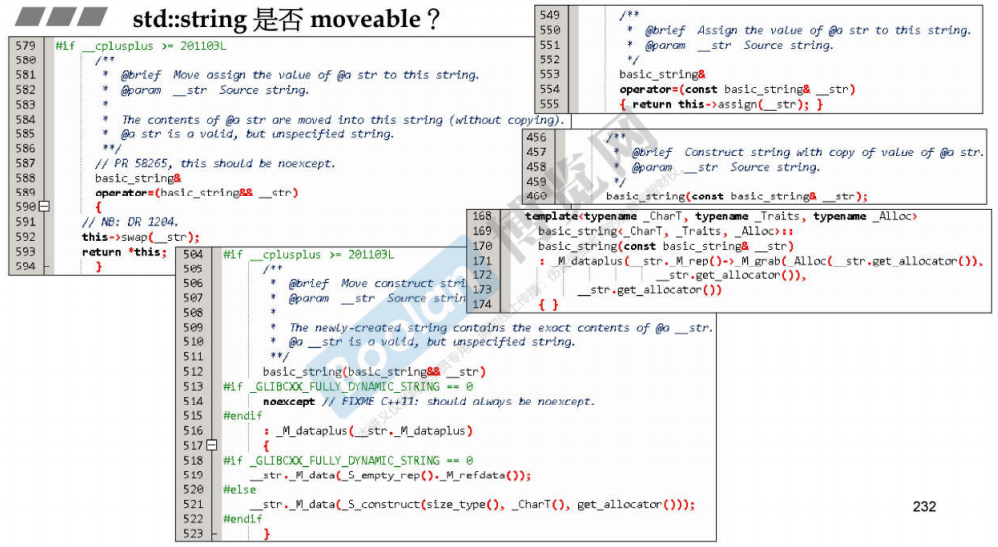 std::string 是否 moveable？
579 #if __cplusplus >= 201103L
580 /**
581 * @brief Move assign the value of @a str to this string.
582 * @param __str Source string.
583 *
584 * The contents of @a str are moved into this string (without copying).
585 * @a str is a valid, but unspecified string.
586 **/
587 // PR 58265, this should be noexcept.
588 basic_string&
589 operator=(basic_string&& __str)
590 {
591 // NB: DR 1204.
592 this->swap(__str);
593 return *this;
594 }
549 /**
550 * @brief Assign the value of @a str to this string.
551 * @param __str Source string.
552 */
553 basic_string&
554 operator=(const basic_string& __str)
555 { return this->assign(__str); }
456 /**
457 * @brief Construct string with copy of value of @a str.
458 * @param __str Source string.
459 */
460 basic_string(const basic_string& __str);
168 template<typename _CharT, typename _Traits, typename _Alloc>
169 basic_string<_CharT, _Traits, _Alloc>::
170 basic_string(const basic_string& __str)
171 : _M_dataplus(__str._M_rep()->_M_grab(_Alloc(__str.get_allocator()),
172 __str.get_allocator()),
173 __str.get_allocator())
174 { }
504 #if __cplusplus >= 201103L
505 /**
506 * @brief Move construct stri
507 * @param __str Source strin
508 *
509 * The newly-created string contains the exact contents of @a __str.
510 * @a __str is a valid, but unspecified string.
511 **/
512 basic_string(basic_string&& __str)
513 #if _GLIBCXX_FULLY_DYNAMIC_STRING == 0
514 noexcept // FIXME C++11: should always be noexcept.
515 #endif
516 : _M_dataplus(__str._M_dataplus)
517 {
518 #if _GLIBCXX_FULLY_DYNAMIC_STRING == 0
519 __str._M_data(_S_empty_rep()._M_refdata());
520 #else
521 __str._M_data(_S_construct(size_type(), _CharT(), get_allocator()));
522 #endif
523 }
Boolan 博览网
232